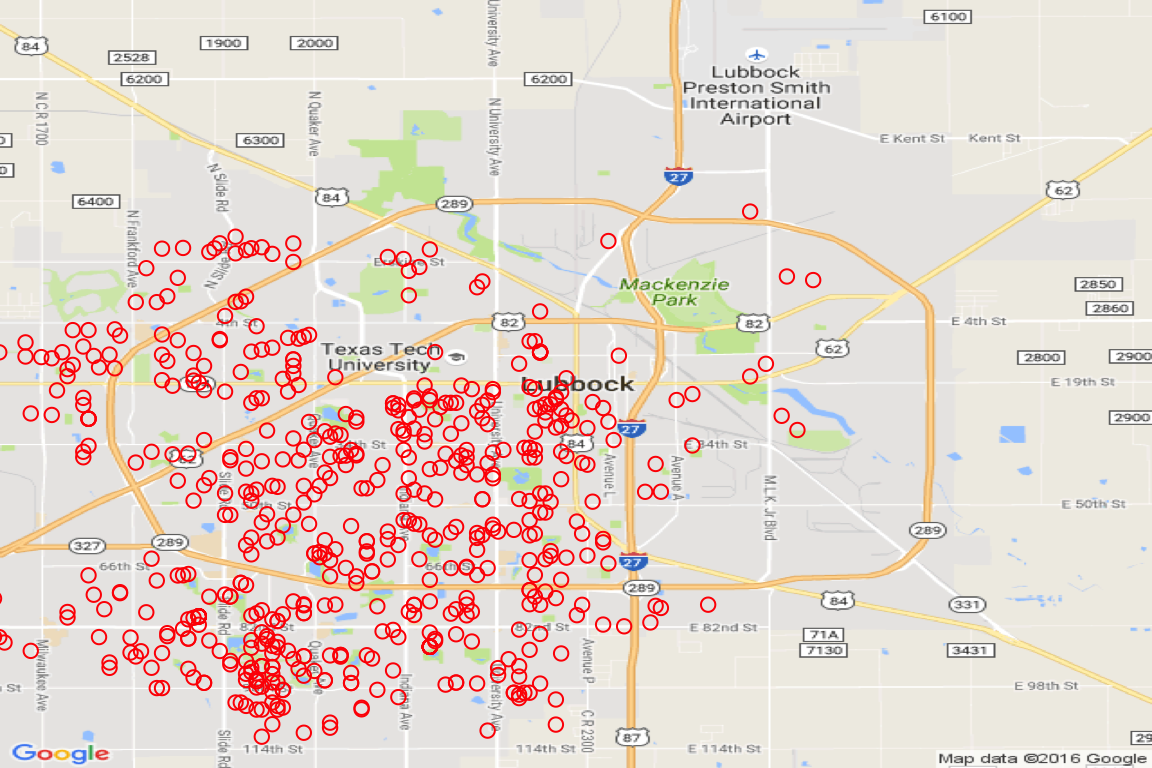 6100
84
1900
2000
2528
6200
6200
University Ave
Lubbock
Preston Smith
International
Airport
N C R 1700
N Quaker Ave
N University Ave
E Kent St
Kent St
6300
0
0
27
62
N Slide Rd
84
289
6400
N Frankford Ave
Erskine St
Mackenzie
Park
2850
2860
4th St
82
82
E 4th St
62
Texas Tech
University
2800
2900
Lubbock
E 19th St
2900
27
84
E 34th St
62
Avenue L
Avenue A
M L K. Jr Blvd
E 50th St
289
327
289
66th St
66th St
27
289
84
331
Slide Rd
82nd St
82nd St
E 82nd St
71A
7130
3431
Milwaukee Ave
Quaker Ave
Indiana Ave
University Ave
Avenue P
E 98th St
St
C R 2300
Slide Rd
87
114th St
114th St
E 114th St
29
Google
Map data ©2016 Google